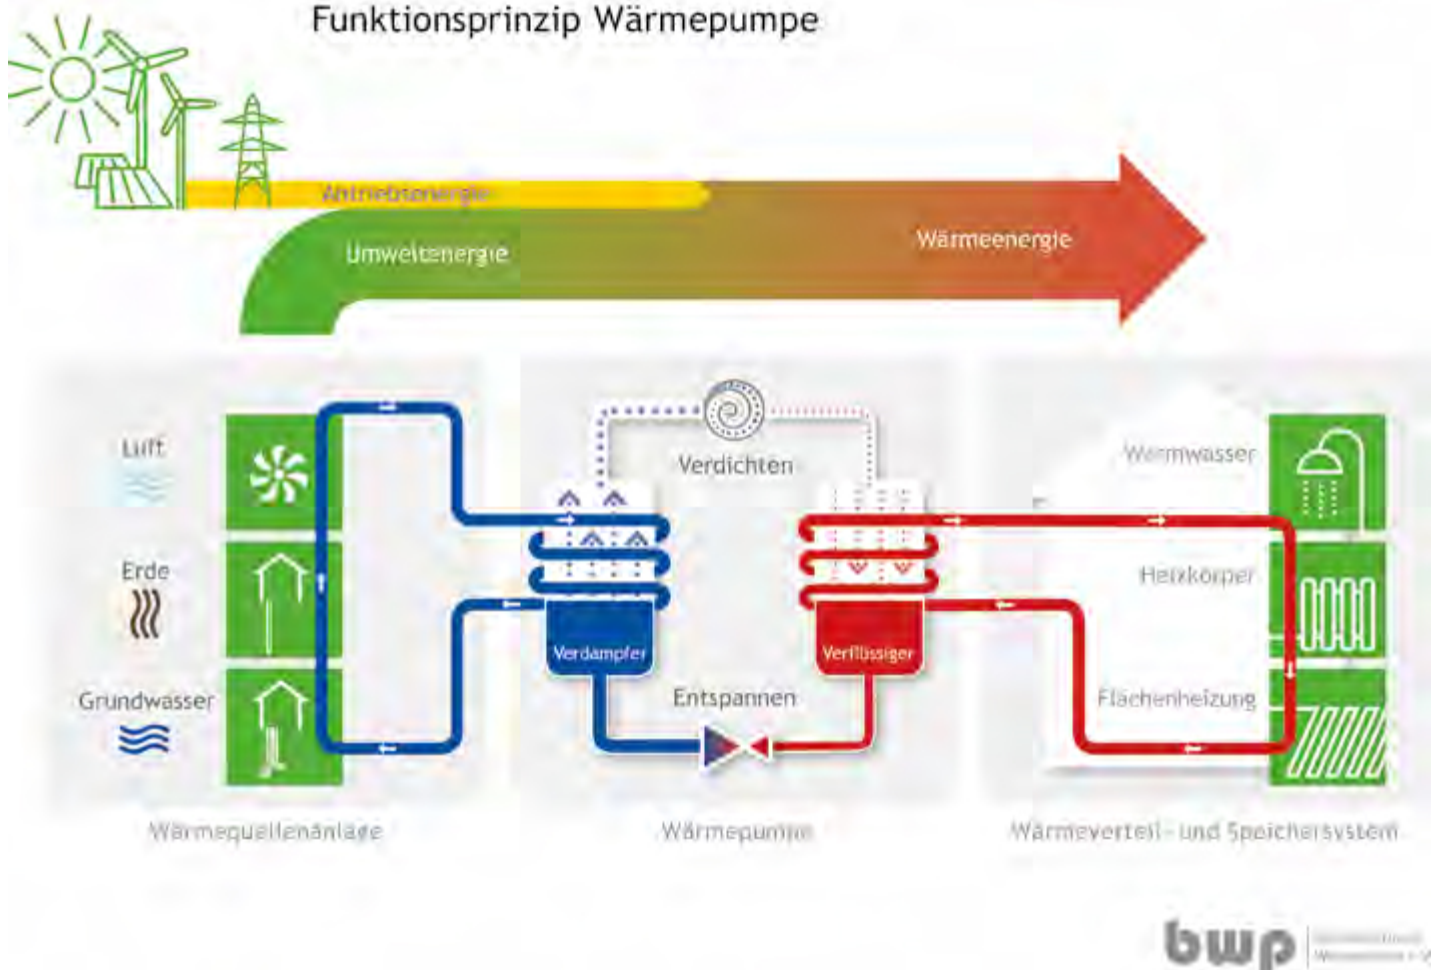 Funktionsprinzip Wärmepumpe
Antriebsenergie
Umweltenergie
Wärmeenergie
Luft
Erde
Grundwasser
Verdichten
Verdampfer
Verflüssiger
Entspannen
Warmwasser
Heizkörper
Flächenheizung
Wärmequellenanlage
Wärmepumpe
Wärmeverteil- und Speichersystem
bwp